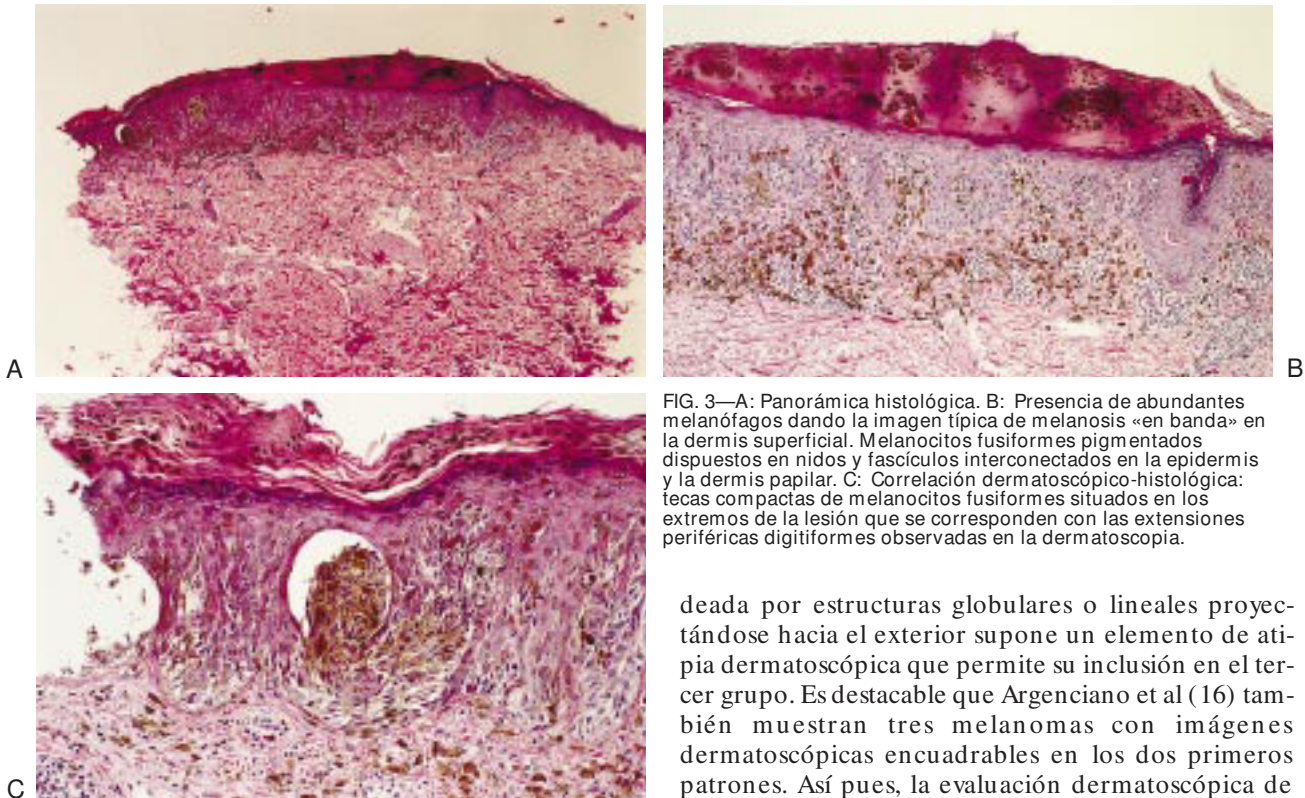 A
B
C
FIG. 3—A: Panorámica histológica. B: Presencia de abundantes
melanófagos dando la imagen típica de melanosis «en banda» en
la dermis superficial. Melanocitos fusiformes pigmentados
dispuestos en nidos y fascículos interconectados en la epidermis
y la dermis papilar. C: Correlación dermatoscópico-histológica:
tecas compactas de melanocitos fusiformes situados en los
extremos de la lesión que se corresponden con las extensiones
periféricas digitiformes observadas en la dermatoscopia.
deada por estructuras globulares o lineales proyec-
tándose hacia el exterior supone un elemento de ati-
pia dermatoscópica que permite su inclusión en el ter-
cer grupo. Es destacable que Argenciano et al (16) tam-
bién muestran tres melanomas con imágenes
dermatoscópicas encuadrables en los dos primeros
patrones. Así pues, la evaluación dermatoscópica de